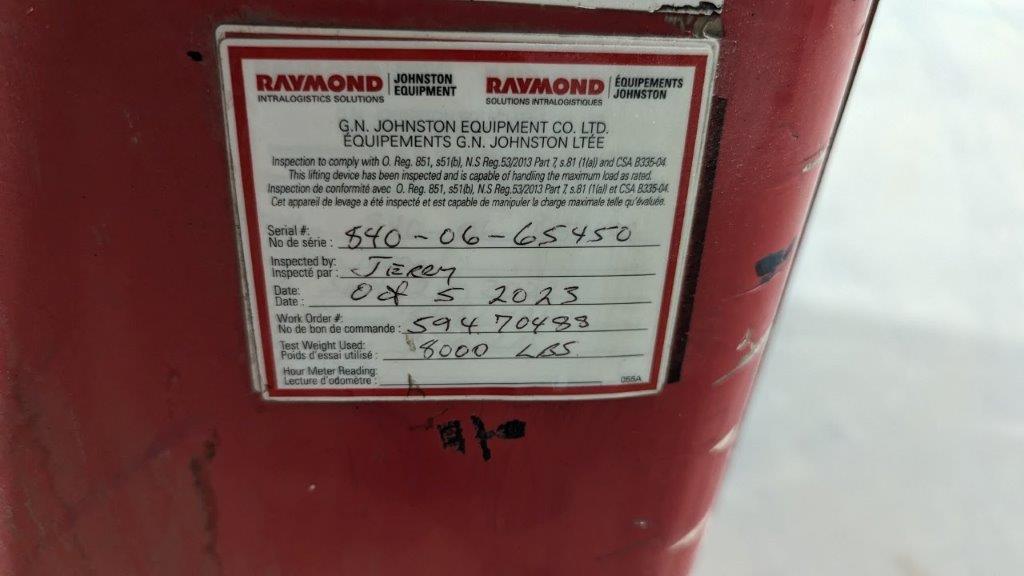 RAYMOND JOHNSTON EQUIPMENT RAYMOND ÉQUIPEMENTS JOHNSTON
INTRALOGISTICS SOLUTIONS SOLUTIONS INTRALOGISTIQUES
G.N. JOHNSTON EQUIPMENT CO. LTD.
ÉQUIPEMENTS G.N. JOHNSTON LTÉE
Inspection to comply with O. Reg. 851, s51(b), N.S Reg.53/2013 Part 7, s.81 (1(a)) and CSA B335-04.
This lifting device has been inspected and is capable of handling the maximum load as rated.
Inspection de conformité avec O. Reg. 851, s51(b), N.S Reg.53/2013 Part 7, s.81 (1(a)) et CSA B335-04.
Cet appareil de levage a été inspecté et est capable de manipuler la charge maximale telle qu'évaluée.
Serial #:
No de série : 840-06-65450
Inspected by:
Inspecté par : JERRY
Date:
Date : 5 2023
Work Order #:
No de bon de commande : 59470488
Test Weight Used:
Poids d'essai utilisé : 8000 LBS
Hour Meter Reading:
Lecture d'odomètre :
055A